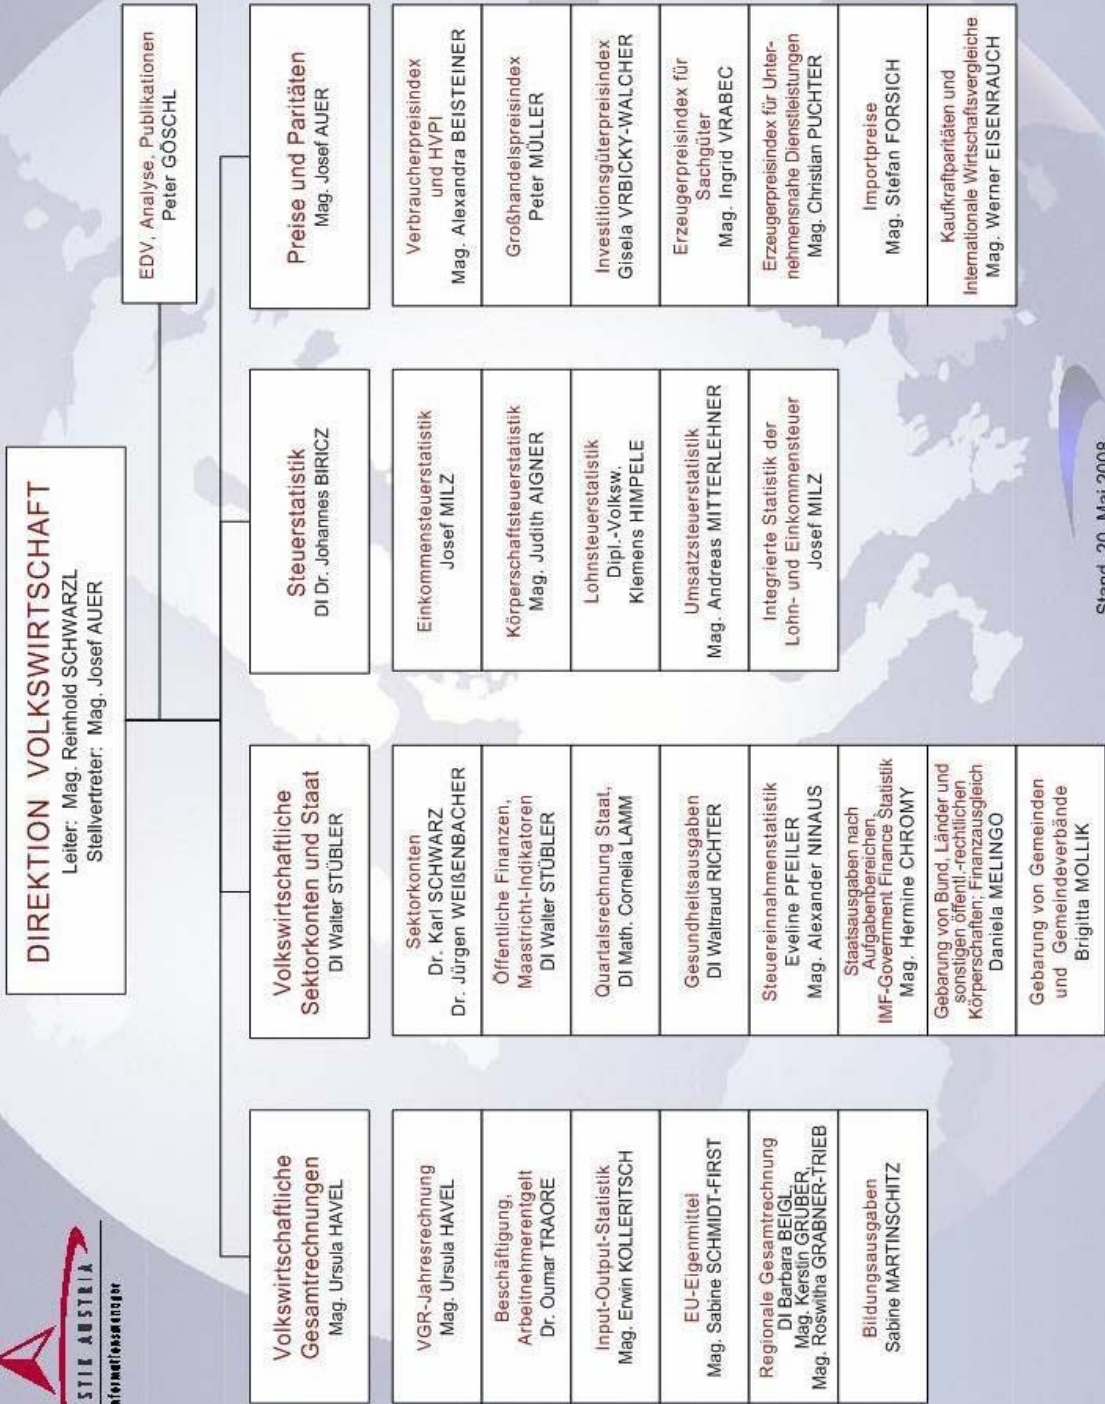 STIK AUSTRIA
DIREKTION VOLKSWIRTSCHAFT
Leiter: Mag. Reinhold SCHWARZL
Stellvertreter: Mag. Josef AUER
EDV, Analyse, Publikationen
Peter GÖSCHL
Volkswirtschaftliche
Gesamtrechnungen
Mag. Ursula HAVEL
VGR-Jahresrechnung
Mag. Ursula HAVEL
Beschäftigung,
Arbeitnehmerentgelt
Dr. Oumar TRAORE
Input-Output-Statistik
Mag. Erwin KOLLERITSCH
EU-Eigenmittel
Mag. Sabine SCHMIDT-FIRST
Regionale Gesamtrechnung
DI Barbara BEIGL,
Mag. Kerstin GRUBER,
Mag. Roswitha GRABNER-TRIEB
Bildungsausgaben
Sabine MARTINSCHITZ
Volkswirtschaftliche
Sektorkonten und Staat
DI Walter STÜBLER
Sektorkonten
Dr. Karl SCHWARZ
Dr. Jürgen WEIßENBACHER
Öffentliche Finanzen,
Maastricht-Indikatoren
DI Walter STÜBLER
Quartalsrechnung Staat,
DI Math. Cornelia LAMM
Gesundheitsausgaben
DI Waltraud RICHTER
Steuereinnahmenstatistik
Eveline PFEILER
Mag. Alexander NINAUS
Staatsausgaben nach
Aufgabenbereichen,
IMF-Government Finance Statistik
Mag. Hermine CHROMY
Gebarung von Bund, Länder und
sonstigen öffentl.-rechtlichen
Körperschaften; Finanzausgleich
Daniela MELINGO
Gebarung von Gemeinden
und Gemeindeverbände
Brigitta MOLLIK
Steuerstatistik
DI Dr. Johannes BIRICZ
Einkommensteuerstatistik
Josef MILZ
Körperschaftsteuerstatistik
Mag. Judith AIGNER
Lohnsteuerstatistik
Dipl.-Volksw.
Klemens HIMPELE
Umsatzsteuerstatistik
Mag. Andreas MITTERLEHNER
Integrierte Statistik der
Lohn- und Einkommensteuer
Josef MILZ
Preise und Paritäten
Mag. Josef AUER
Verbraucherpreisindex
und HVPI
Mag. Alexandra BEISTEINER
Großhandelspreisindex
Peter MÜLLER
Investitionsgüterpreisindex
Gisela VRBICKY-WALCHER
Erzeugerpreisindex für
Sachgüter
Mag. Ingrid VRABEC
Erzeugerpreisindex für Unter-
nehmensnahe Dienstleistungen
Mag. Christian PUCHTER
Importpreise
Mag. Stefan FORSICH
Kaufkraftparitäten und
Internationale Wirtschaftsvergleiche
Mag. Werner EISENRAUCH
Stand, 20. Mai 2008